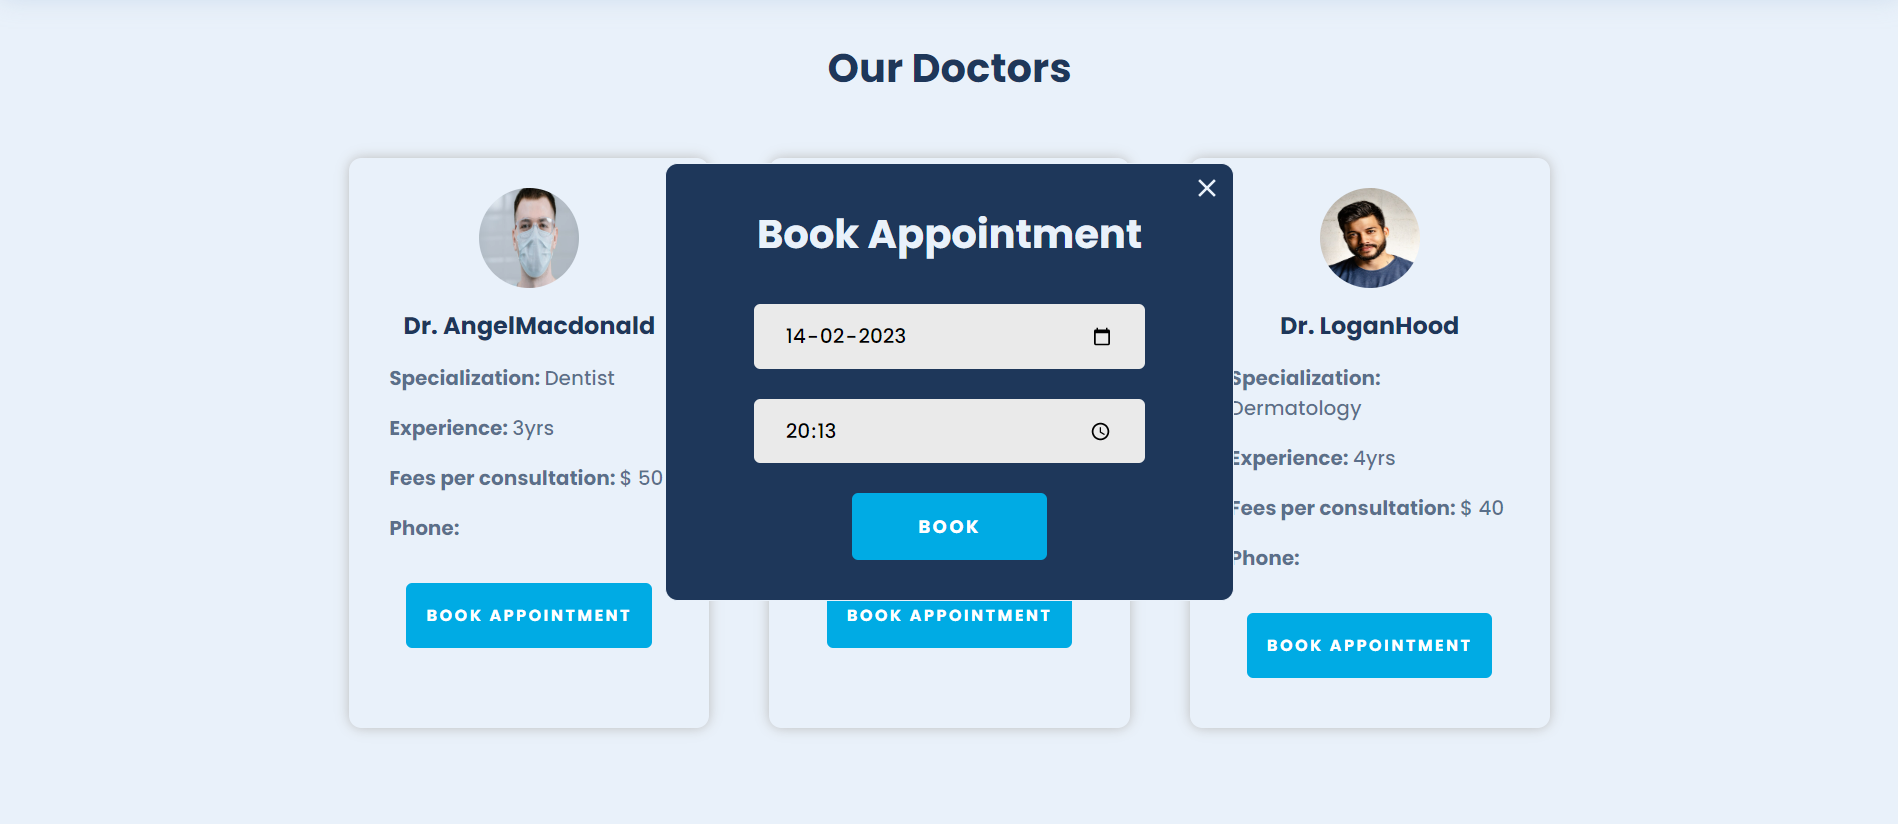 Our Doctors
Dr. AngelMacdonald
Specialization: Dentist
Experience: 3yrs
Fees per consultation: $ 50
Phone:
BOOK APPOINTMENT
Book Appointment
14-02-2023
20:13
BOOK
BOOK APPOINTMENT
Dr. LoganHood
Specialization:
Dermatology
Experience: 4yrs
Fees per consultation: $ 40
Phone:
BOOK APPOINTMENT